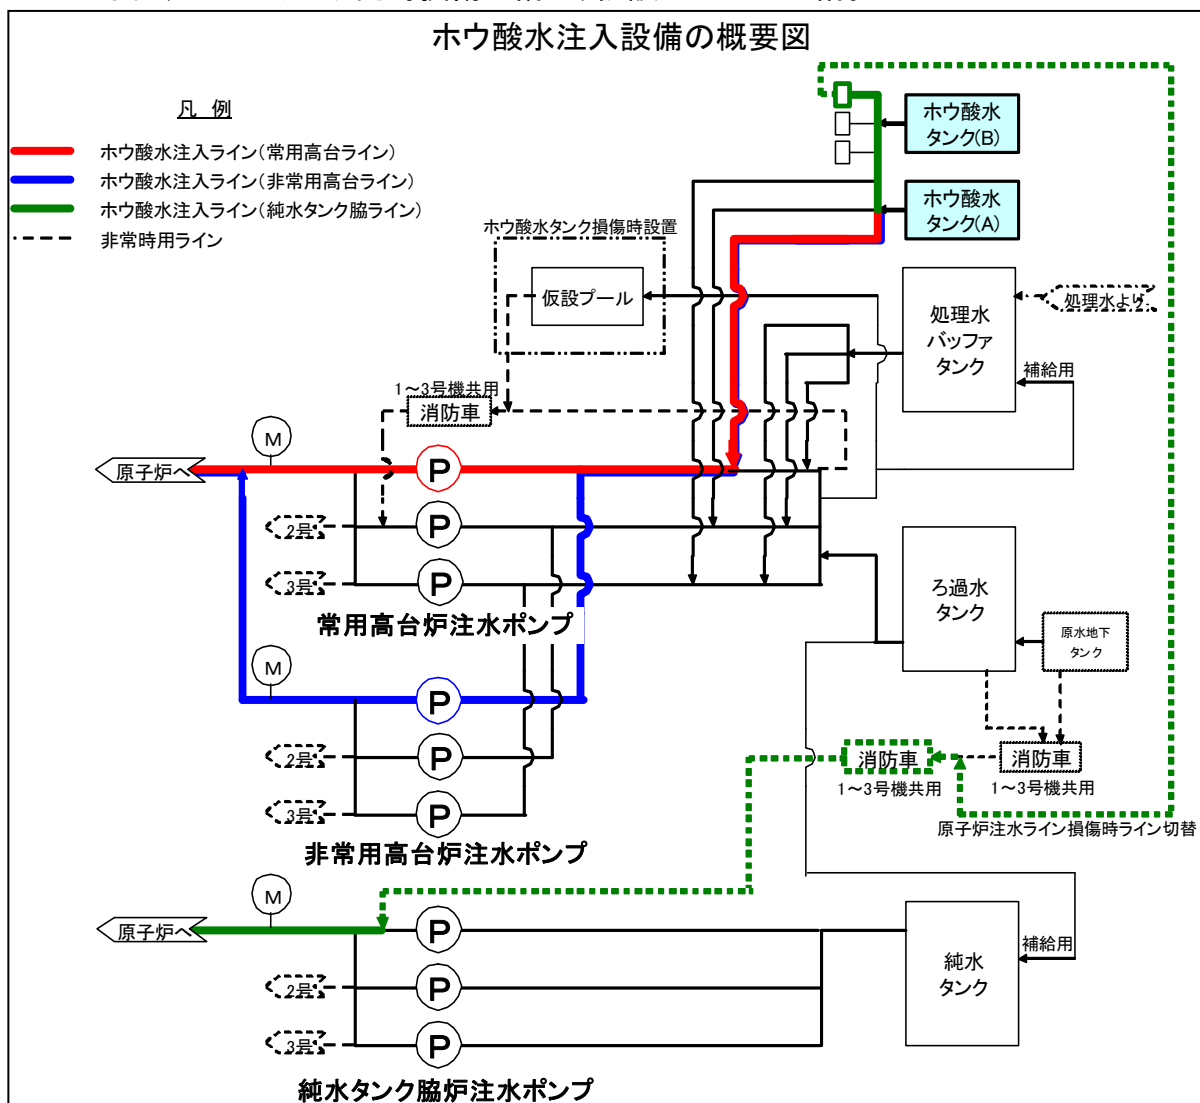 ホウ酸水注入設備の概要図
凡 例
ホウ酸水注入ライン(常用高台ライン)
ホウ酸水注入ライン(非常用高台ライン)
ホウ酸水注入ライン(純水タンク脇ライン)
非常時用ライン
ホウ酸水
タンク(B)
ホウ酸水
タンク(A)
ホウ酸水タンク損傷時設置
仮設プール
処理水
バッファ
タンク
処理水より
補給用
1~3号機共用
消防車
M
原子炉へ
P
2号
P
3号
P
常用高台炉注水ポンプ
ろ過水
タンク
原水地下
タンク
M
P
2号
P
3号
P
非常用高台炉注水ポンプ
消防車
1~3号機共用
消防車
1~3号機共用
原子炉注水ライン損傷時ライン切替
M
原子炉へ
P
2号
P
3号
P
純水タンク脇炉注水ポンプ
純水
タンク
補給用